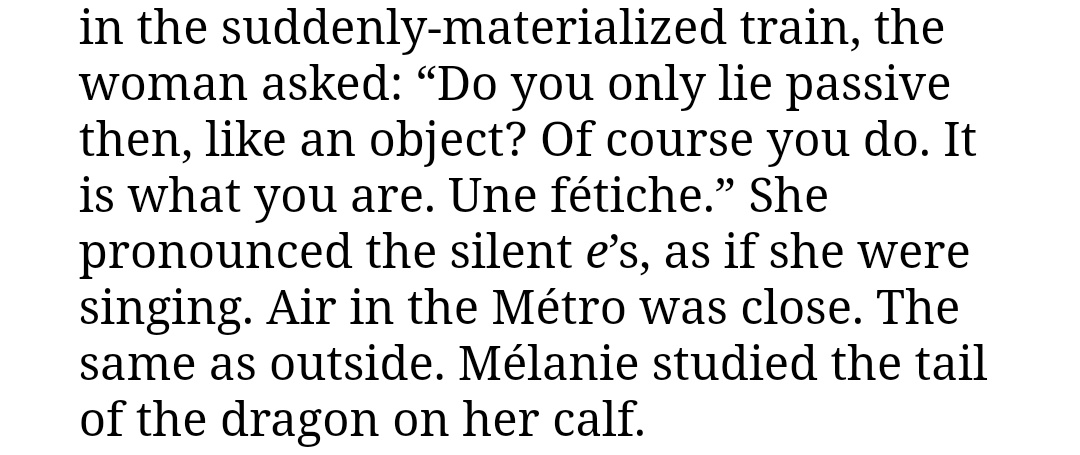 in the suddenly-materialized train, the
woman asked: “Do you only lie passive
then, like an object? Of course you do. It
is what you are. Une fétiche.” She
pronounced the silent e’s, as if she were
singing. Air in the Métro was close. The
same as outside. Mélanie studied the tail
of the dragon on her calf.